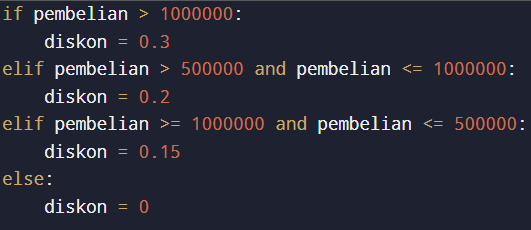 if pembelian > 1000000:
    diskon = 0.3
elif pembelian > 500000 and pembelian <= 1000000:
    diskon = 0.2
elif pembelian >= 1000000 and pembelian <= 500000:
    diskon = 0.15
else:
    diskon = 0